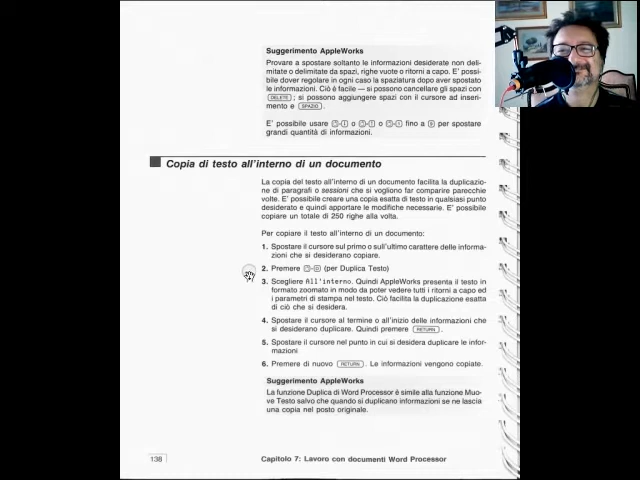 Suggerimento AppleWorks
Provare a spostare soltanto le informazioni desiderate non deli-
mitate o delimitate da spazi, righe vuote o ritorni a capo. E' possi-
bile dover regolare in ogni caso la spaziatura dopo aver spostato
le informazioni. Ciò è facile — si possono cancellare gli spazi con
DELETE; si possono aggiungere spazi con il cursore ad inseri-
mento e SPAZIO.
E' possibile usare o o fino a per spostare
grandi quantità di informazioni.
Copia di testo all'interno di un documento
La copia del testo all'interno di un documento facilita la duplicazio-
ne di paragrafi o sessioni che si vogliono far comparire parecchie
volte. E' possibile creare una copia esatta di testo in qualsiasi punto
desiderato e quindi apportare le modifiche necessarie. E' possibile
copiare un totale di 250 righe alla volta.
Per copiare il testo all'interno di un documento:
1. Spostare il cursore sul primo o sull'ultimo carattere delle informa-
zioni che si desiderano copiare.
2. Premere (per Duplica Testo)
3. Scegliere All'interno. Quindi AppleWorks presenta il testo in
formato zoomato in modo da poter vedere tutti i ritorni a capo ed
i parametri di stampa nel testo. Ciò facilita la duplicazione esatta
di ciò che si desidera.
4. Spostare il cursore al termine o all'inizio delle informazioni che
si desiderano duplicare. Quindi premere RETURN.
5. Spostare il cursore nel punto in cui si desidera duplicare le infor-
mazioni
6. Premere di nuovo RETURN. Le informazioni vengono copiate.
Suggerimento AppleWorks
La funzione Duplica di Word Processor è simile alla funzione Muo-
ve Testo salvo che quando si duplicano informazioni se ne lascia
una copia nel posto originale.
138 Capitolo 7: Lavoro con documenti Word Processor